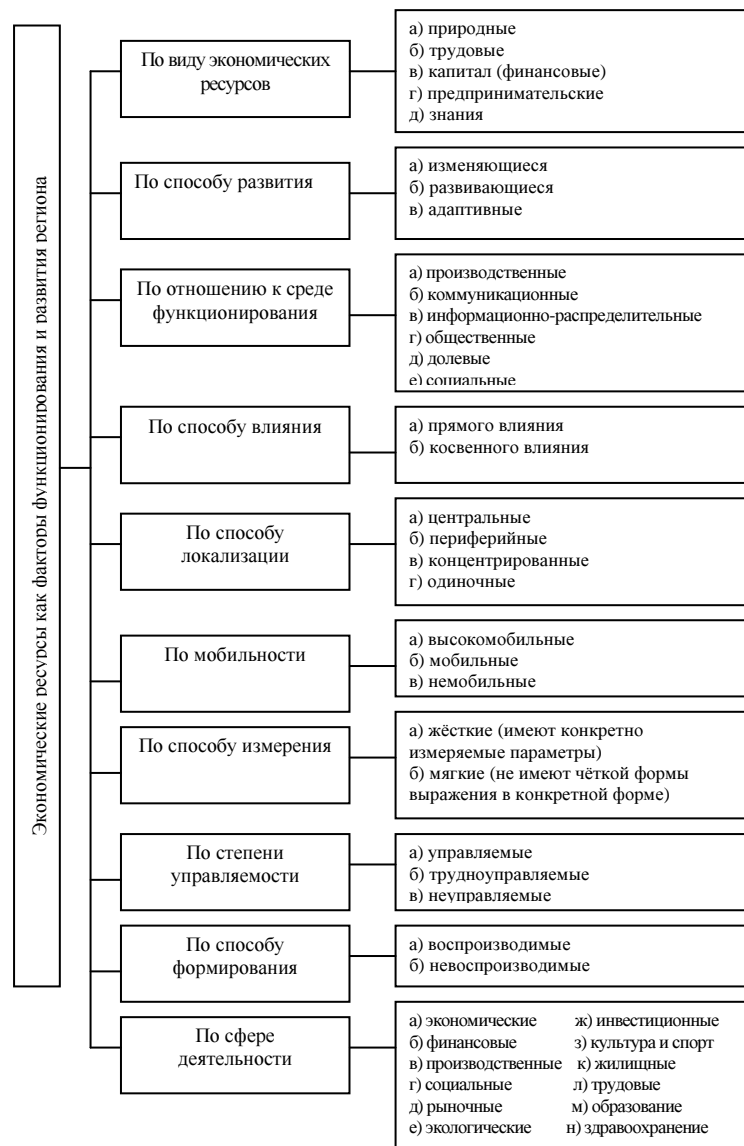 Экономические ресурсы как факторы функционирования и развития региона
По виду экономических
ресурсов
а) природные
б) трудовые
в) капитал (финансовые)
г) предпринимательские
д) знания
По способу развития
а) изменяющиеся
б) развивающиеся
в) адаптивные
По отношению к среде
функционирования
а) производственные
б) коммуникационные
в) информационно-распределительные
г) общественные
д) долевые
е) социальные
По способу влияния
а) прямого влияния
б) косвенного влияния
По способу
локализации
а) центральные
б) периферийные
в) концентрированные
г) одиночные
По мобильности
а) высокомобильные
б) мобильные
в) немобильные
По способу измерения
а) жёсткие (имеют конкретно
измеряемые параметры)
б) мягкие (не имеют чёткой формы
выражения в конкретной форме)
По степени
управляемости
а) управляемые
б) трудноуправляемые
в) неуправляемые
По способу
формирования
а) воспроизводимые
б) невоспроизводимые
По сфере
деятельности
а) экономические ж) инвестиционные
б) финансовые з) культура и спорт
в) производственные к) жилищные
г) социальные л) трудовые
д) рыночные м) образование
е) экологические н) здравоохранение